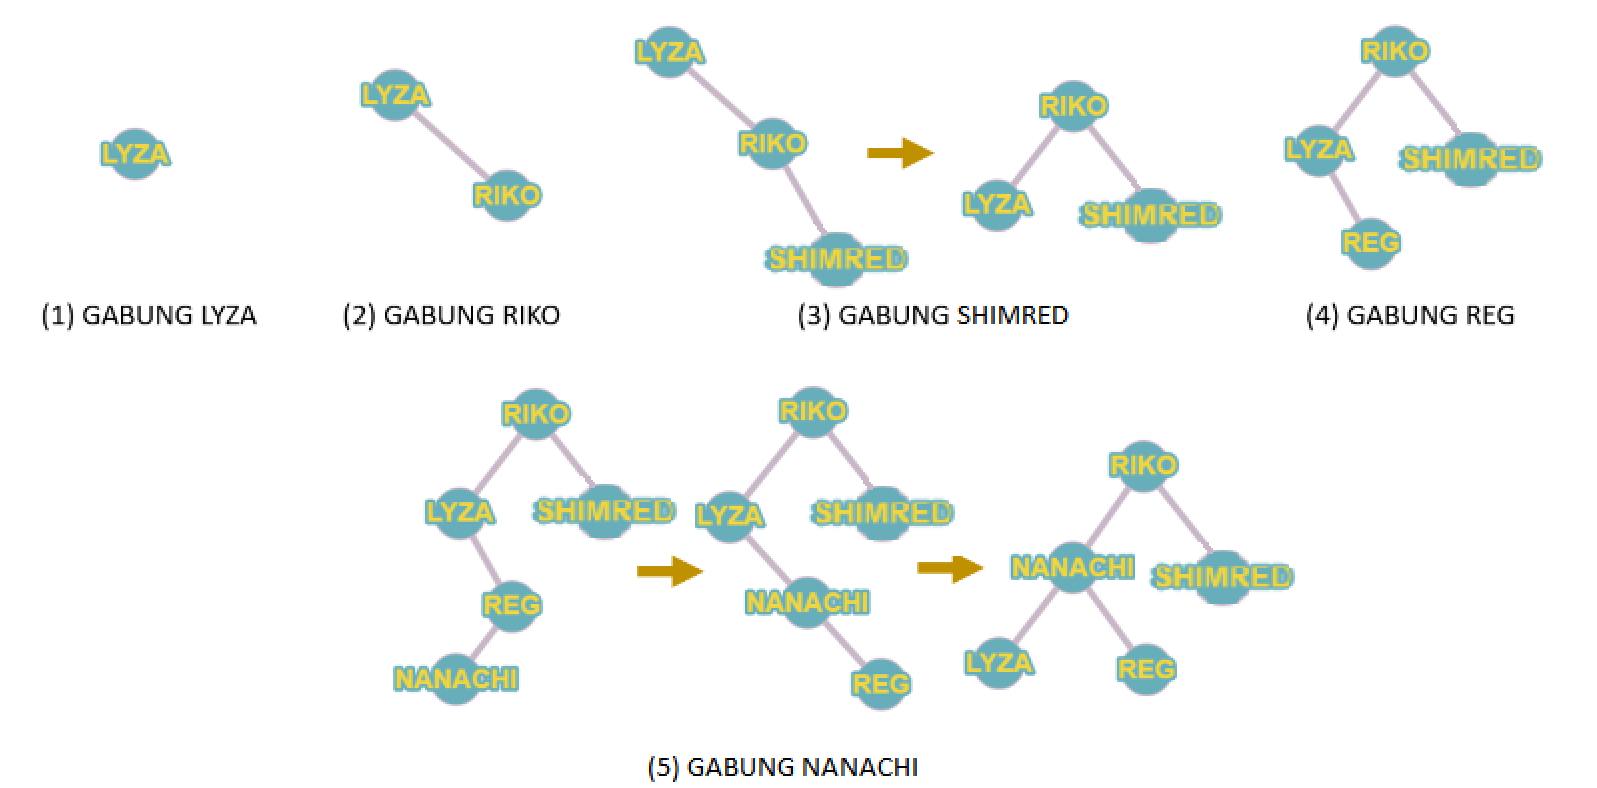 LYZA
(1) GABUNG LYZA
LYZA
RIKO
(2) GABUNG RIKO
LYZA
RIKO
SHIMRED
RIKO
LYZA
SHIMRED
(3) GABUNG SHIMRED
RIKO
LYZA
SHIMRED
REG
(4) GABUNG REG
RIKO
LYZA
SHIMRED
REG
NANACHI
RIKO
LYZA
SHIMRED
NANACHI
REG
RIKO
NANACHI
SHIMRED
LYZA
REG
(5) GABUNG NANACHI